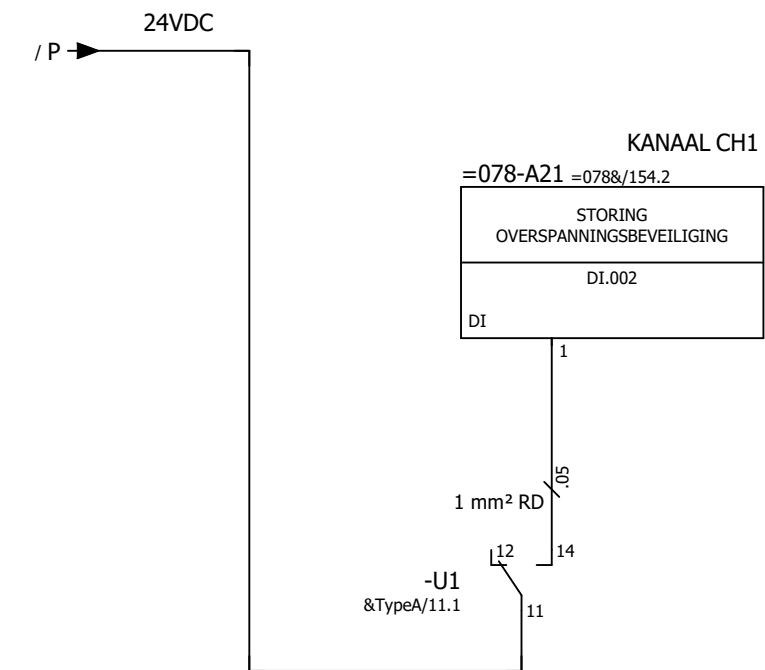 24VDC
/ P
KANAAL CH1
=078-A21 =078&/154.2
STORING
OVERSPANNINGSBEVEILIGING
DI.002
DI
1
.05
1 mm² RD
12 14
-U1
&TypeA/11.1
11